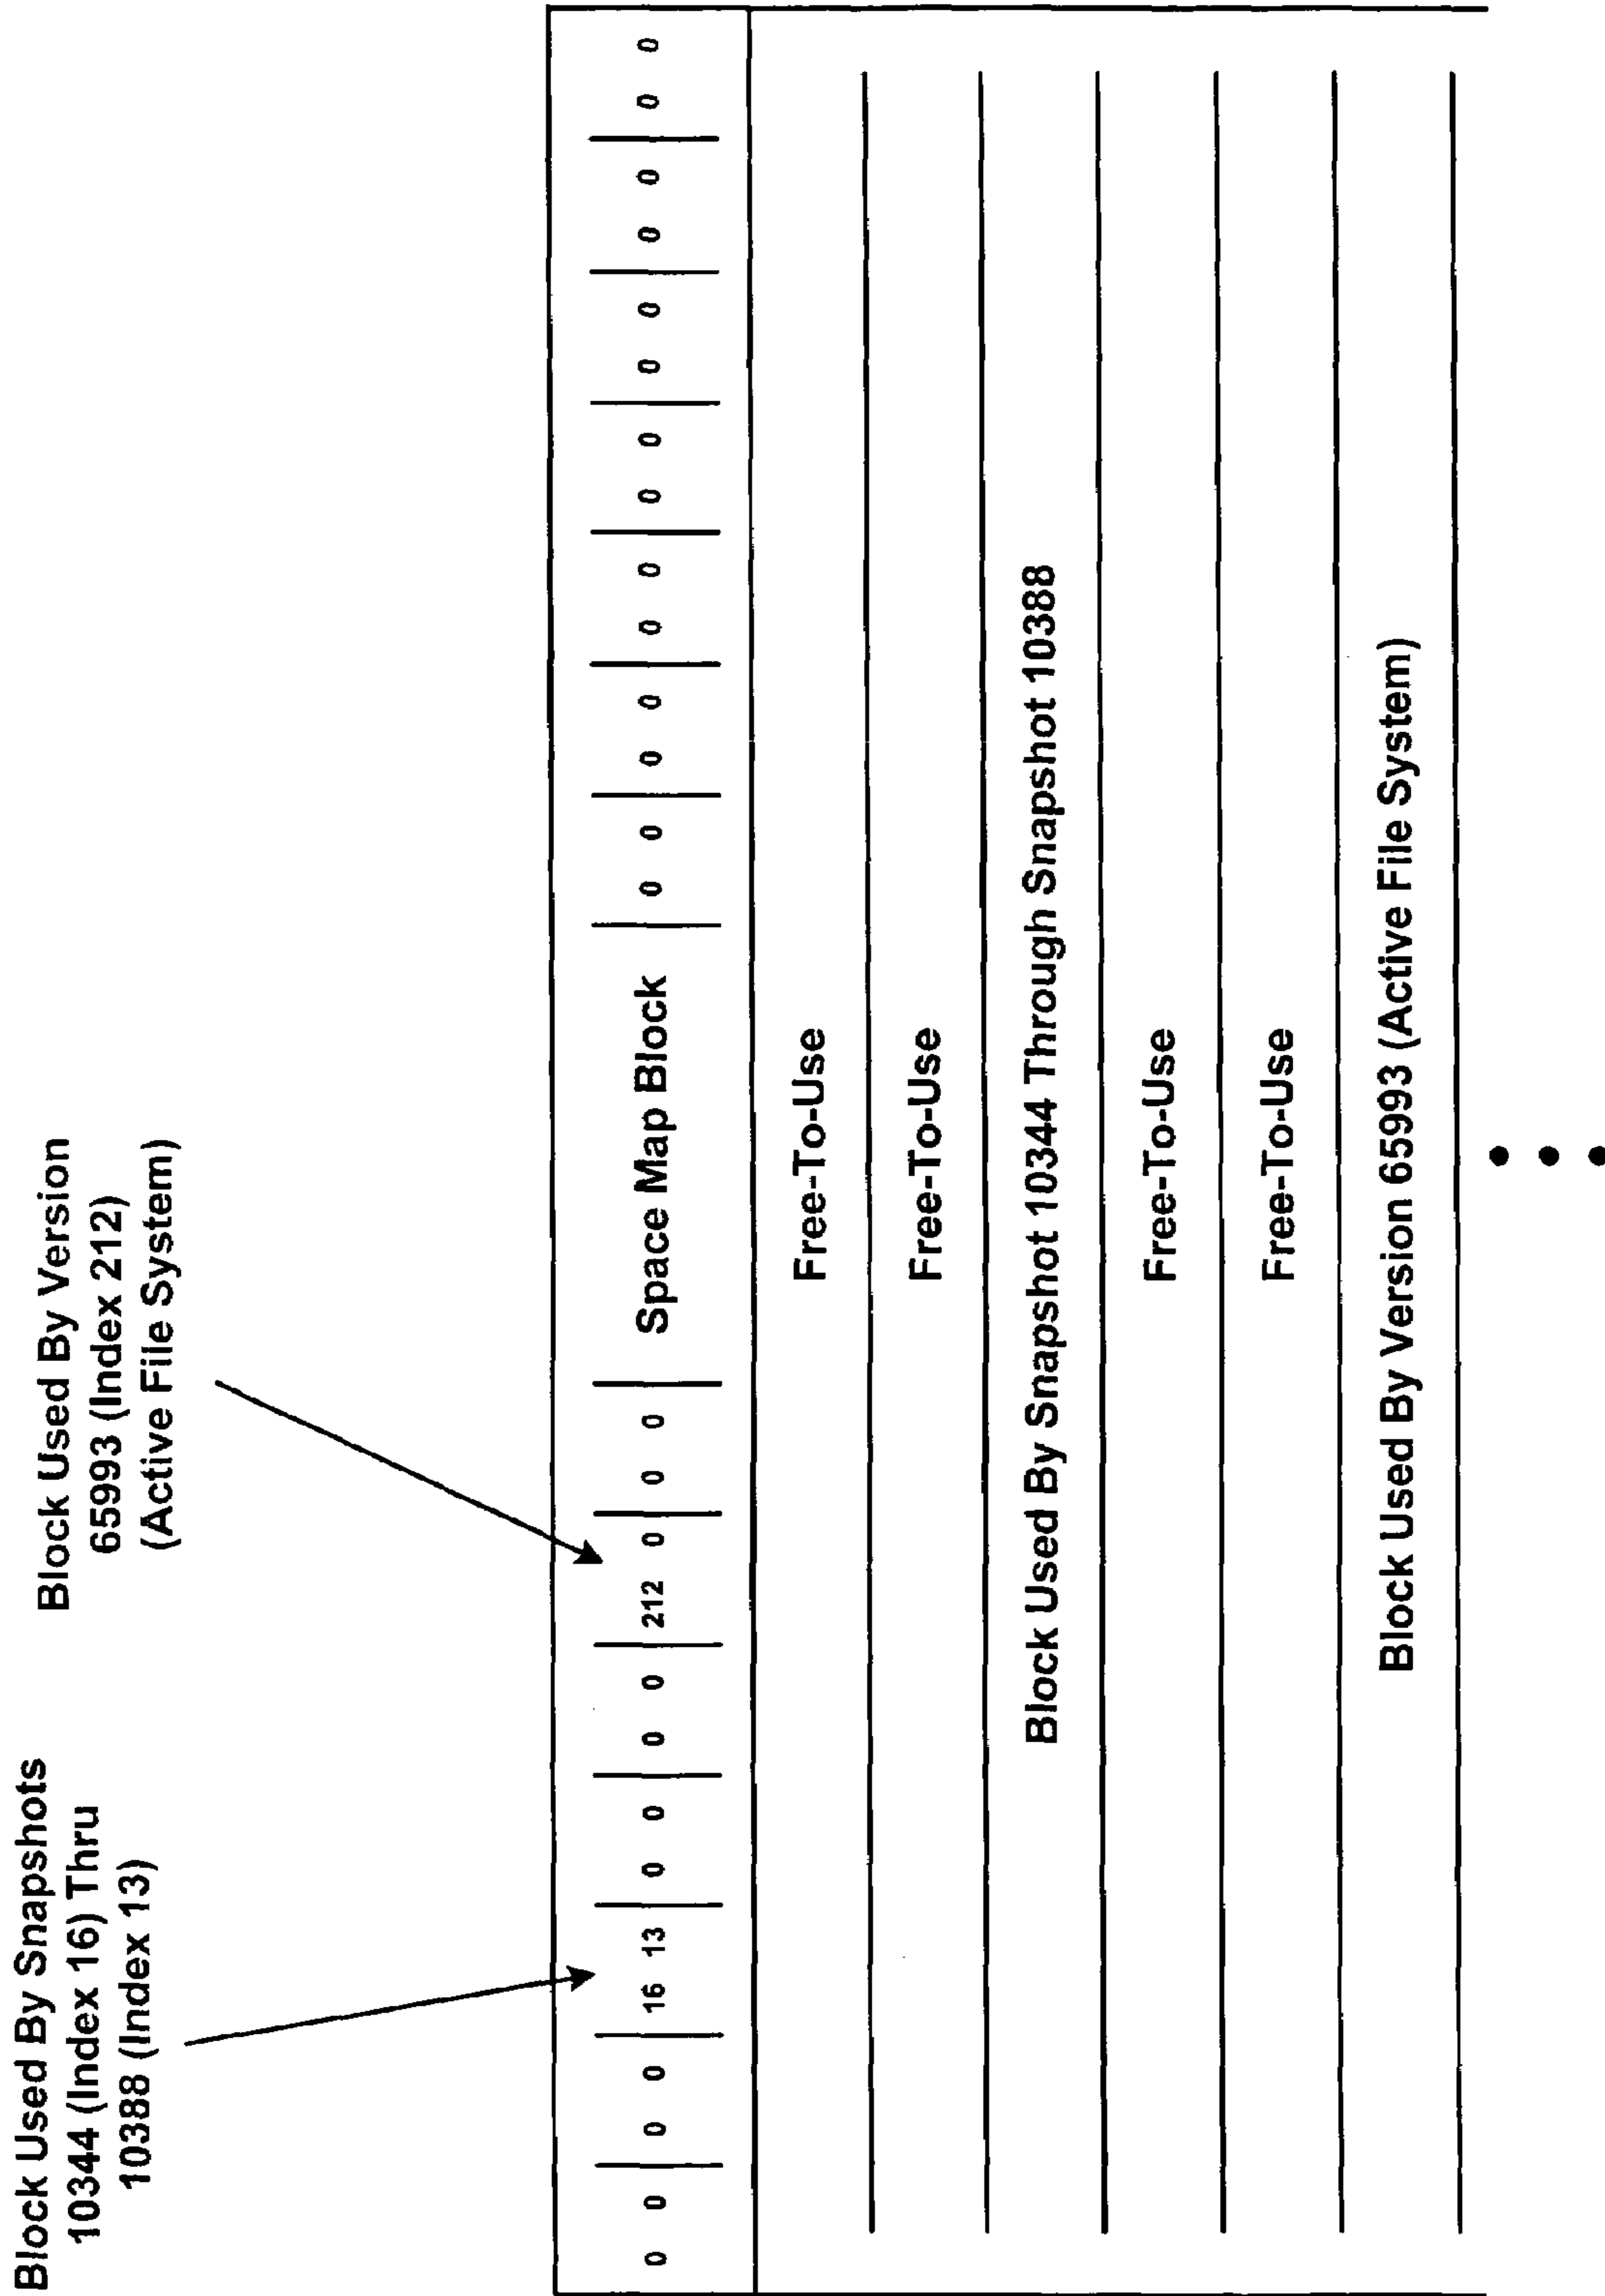 Block Used By Snapshots
10344 (Index 16) Thru
10388 (Index 13)
Block Used By Version
65993 (Index 212)
(Active File System)
0 0 0 0 16 13 0 0 0 0 212 0 0 0 Space Map Block 0 0 0 0 0 0 0 0 0 0 0 0 0 0
Free-To-Use
Free-To-Use
Block Used By Snapshot 10344 Through Snapshot 10388
Free-To-Use
Free-To-Use
Block Used By Version 65993 (Active File System)